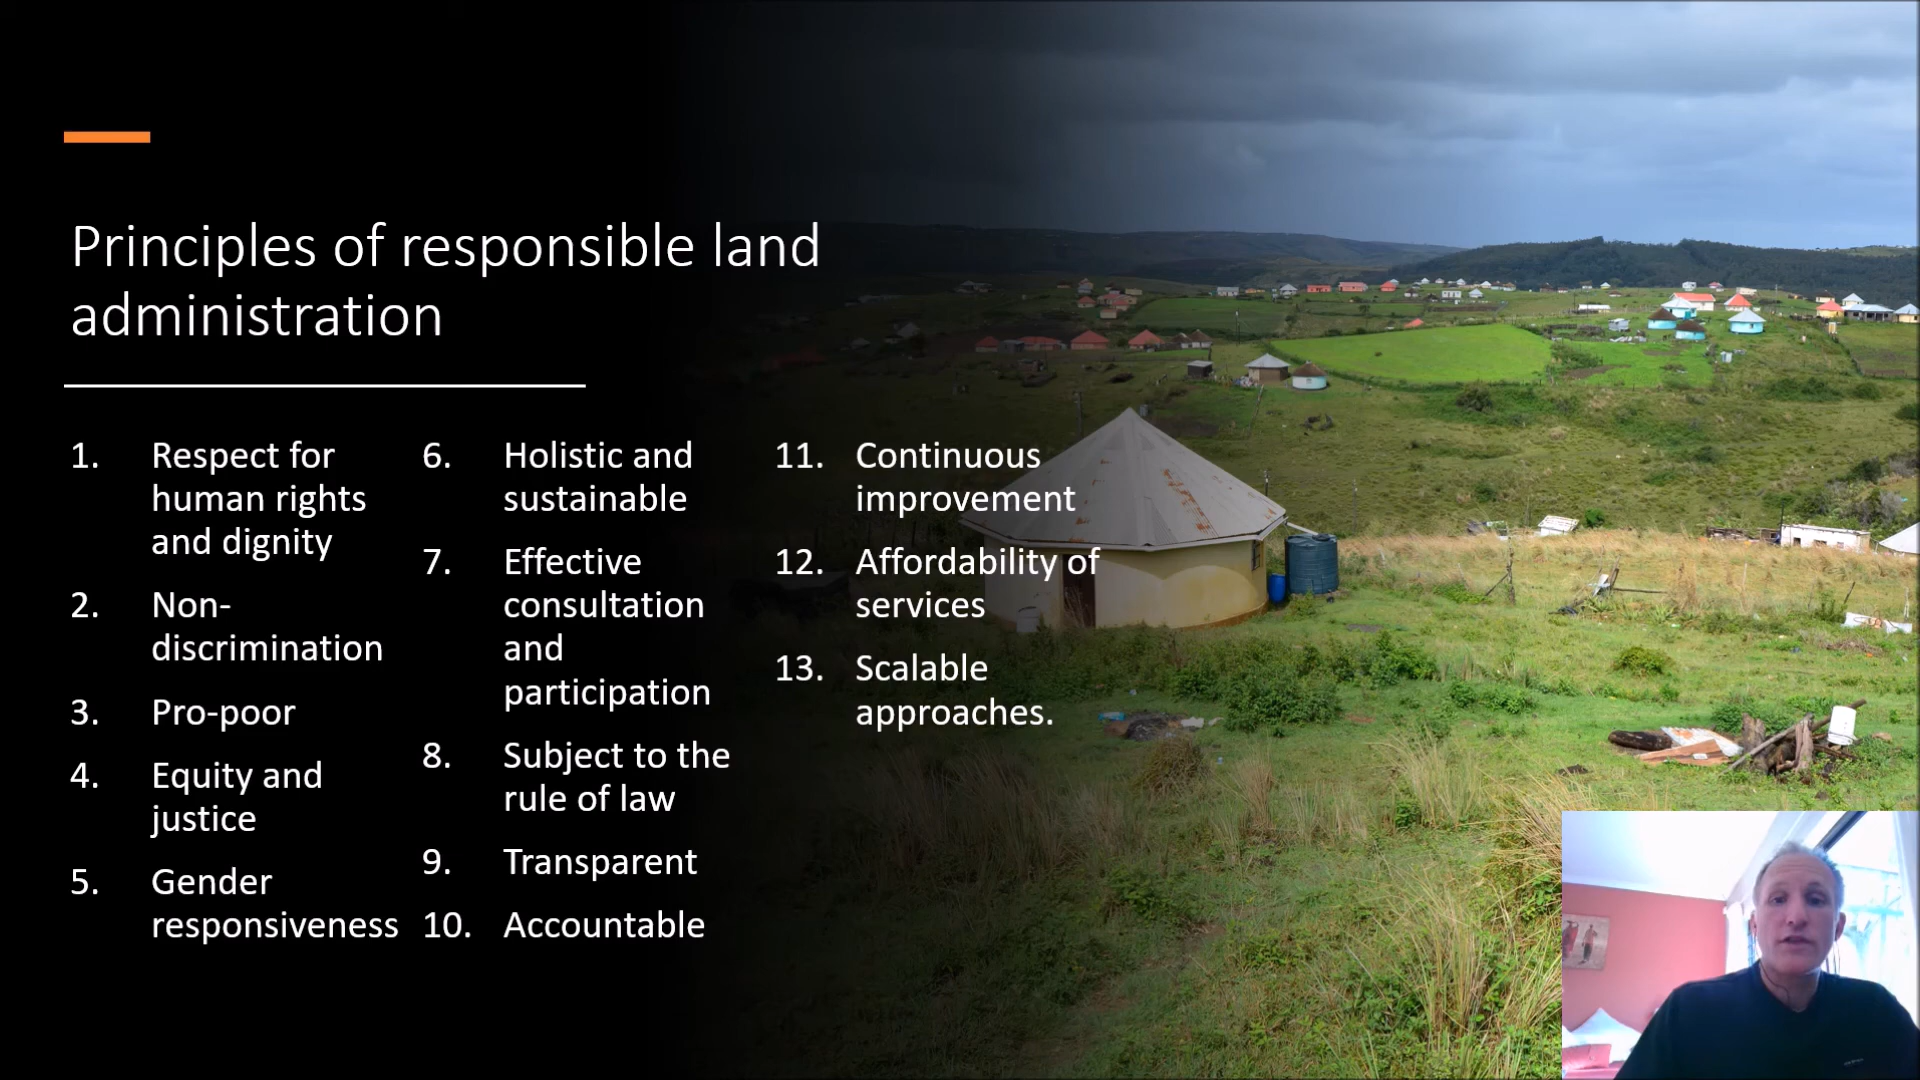 Principles of responsible land
administration
1. Respect for
human rights
and dignity
2. Non-
discrimination
3. Pro-poor
4. Equity and
justice
5. Gender
responsiveness
6. Holistic and
sustainable
7. Effective
consultation
and
participation
8. Subject to the
rule of law
9. Transparent
10. Accountable
11. Continuous
improvement
12. Affordability of
services
13. Scalable
approaches.